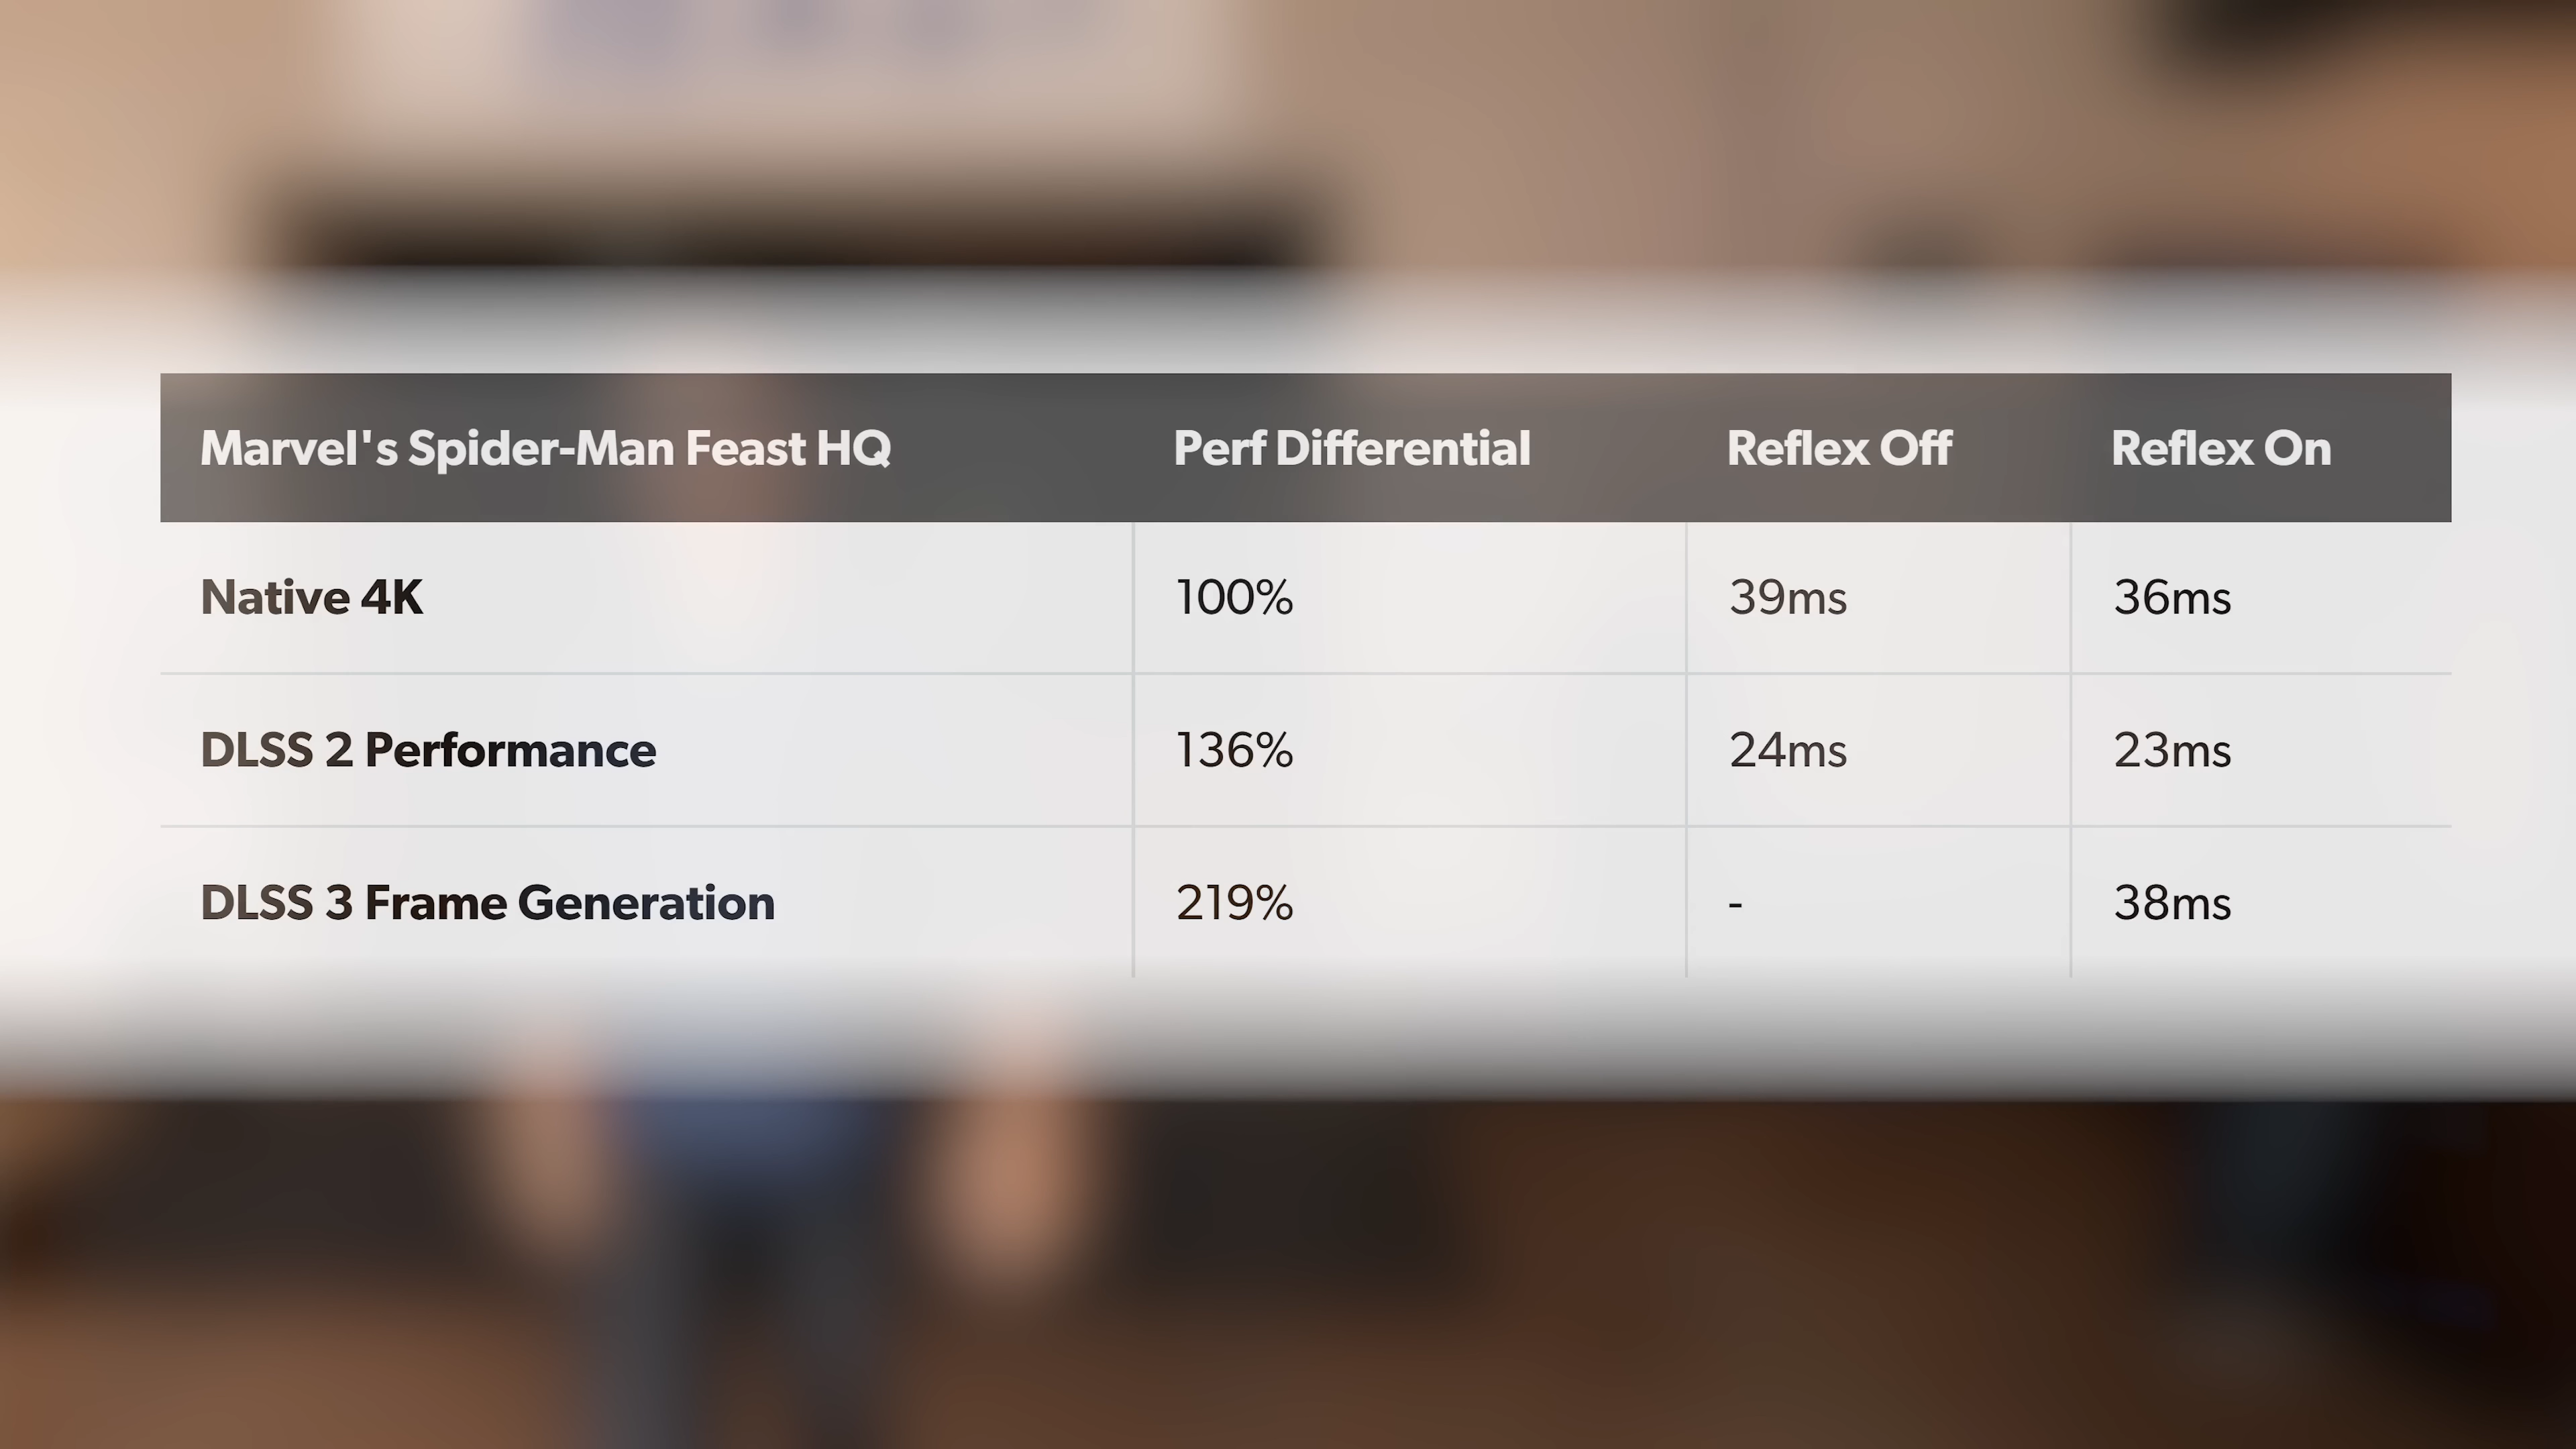 Marvel's Spider-Man Feast HQ Perf Differential Reflex Off Reflex On
Native 4K 100% 39ms 36ms
DLSS 2 Performance 136% 24ms 23ms
DLSS 3 Frame Generation 219% - 38ms